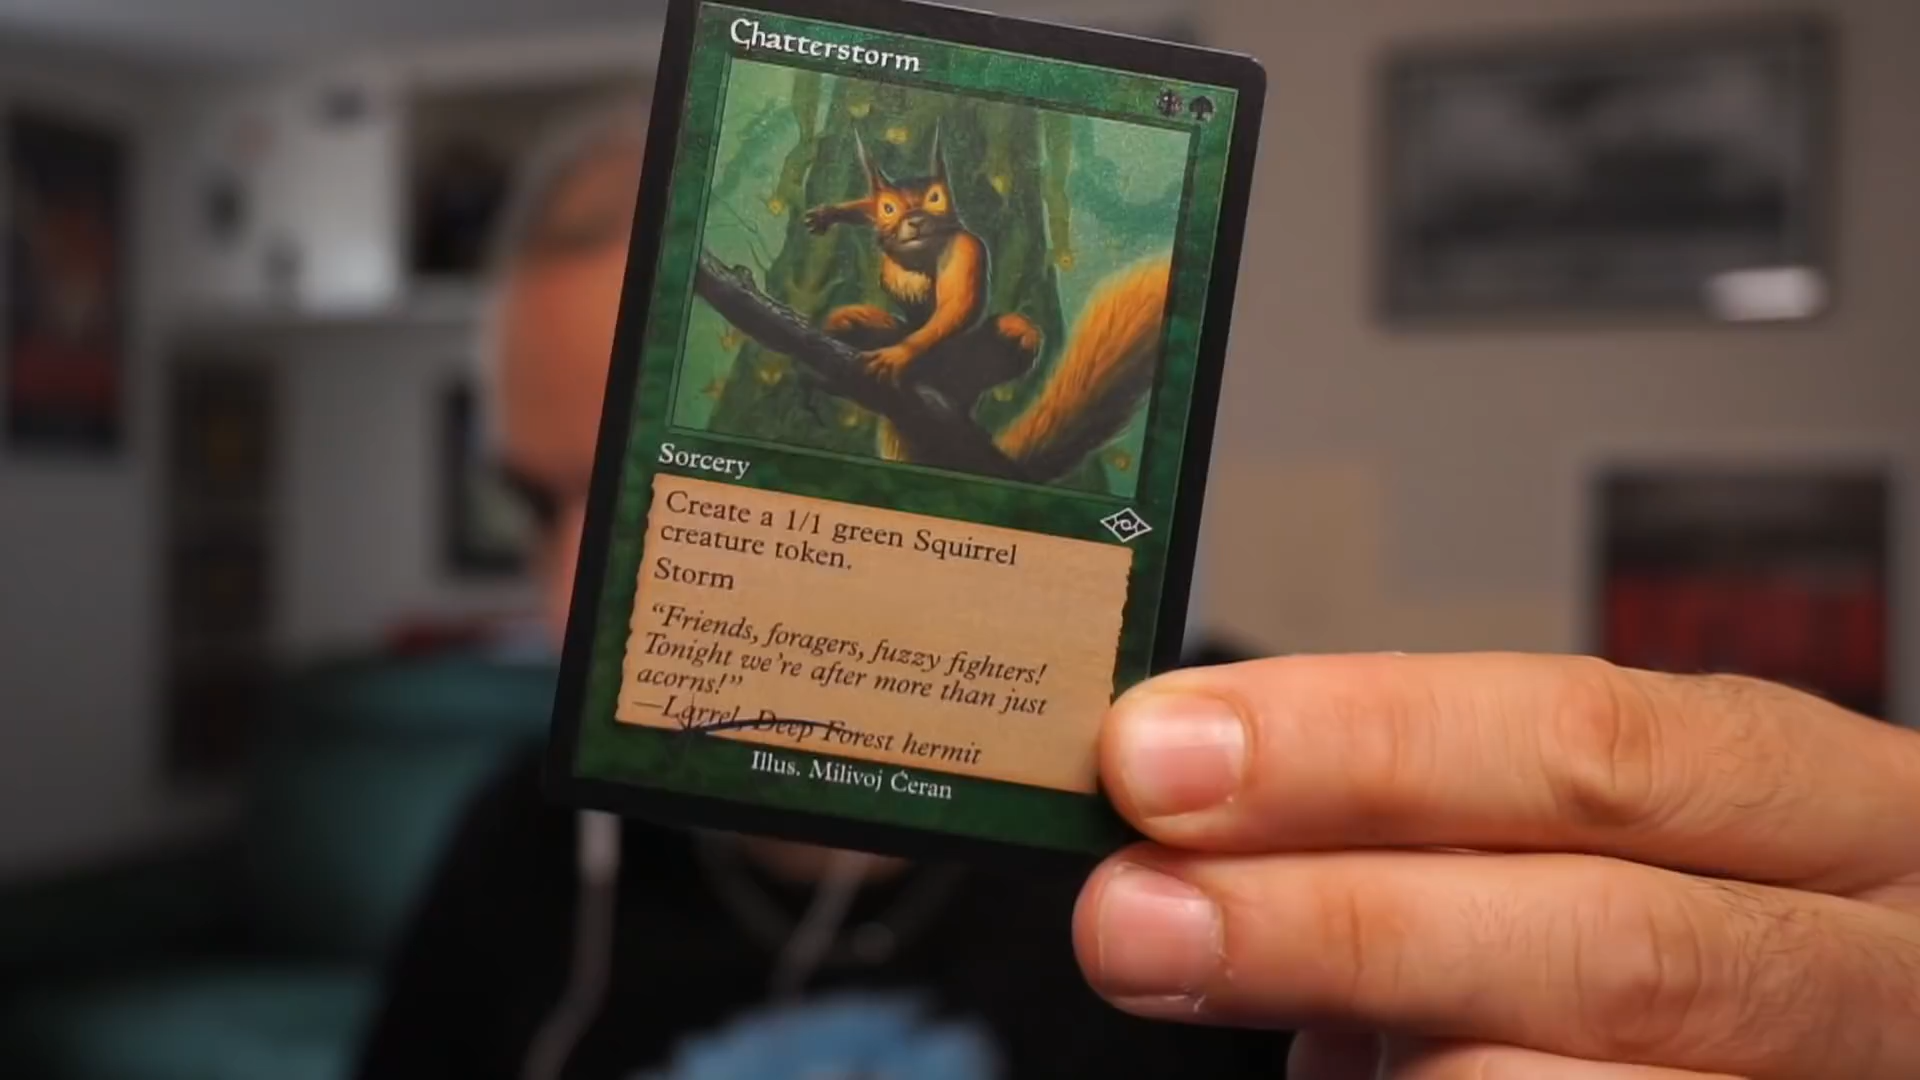 Chatterstorm
Sorcery
Create a 1/1 green Squirrel
creature token.
Storm
“Friends, foragers, fuzzy fighters!
Tonight we’re after more than just
acorns!”
—Larrel, Deep Forest hermit
Illus. Milivoj Ćeran